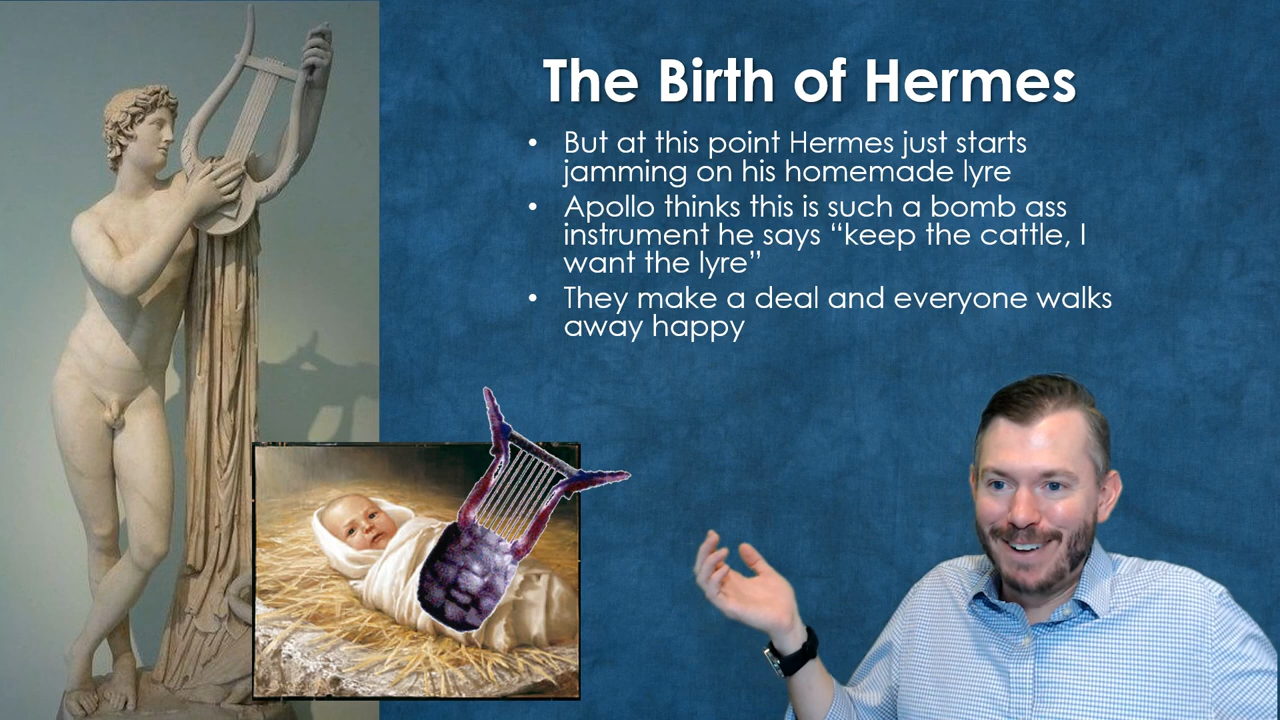 The Birth of Hermes
• But at this point Hermes just starts
jamming on his homemade lyre
• Apollo thinks this is such a bomb ass
instrument he says “keep the cattle, I
want the lyre”
• They make a deal and everyone walks
away happy